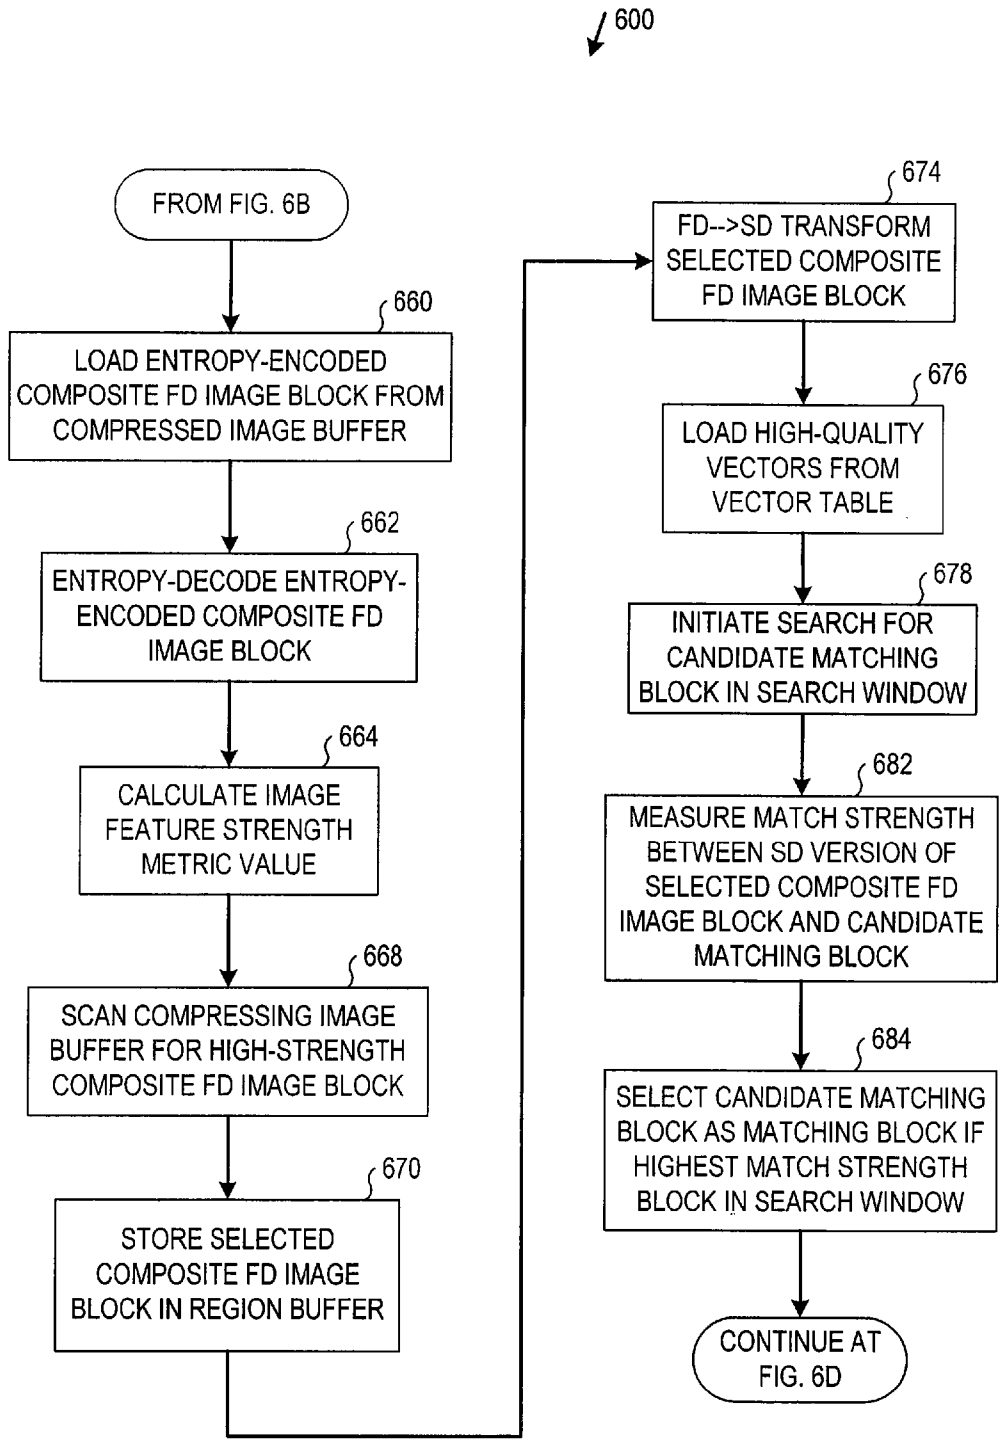 600
FROM FIG. 6B
660
LOAD ENTROPY-ENCODED
COMPOSITE FD IMAGE BLOCK FROM
COMPRESSED IMAGE BUFFER
662
ENTROPY-DECODE ENTROPY-
ENCODED COMPOSITE FD
IMAGE BLOCK
664
CALCULATE IMAGE
FEATURE STRENGTH
METRIC VALUE
668
SCAN COMPRESSING IMAGE
BUFFER FOR HIGH-STRENGTH
COMPOSITE FD IMAGE BLOCK
670
STORE SELECTED
COMPOSITE FD IMAGE
BLOCK IN REGION BUFFER
674
FD-->SD TRANSFORM
SELECTED COMPOSITE
FD IMAGE BLOCK
676
LOAD HIGH-QUALITY
VECTORS FROM
VECTOR TABLE
678
INITIATE SEARCH FOR
CANDIDATE MATCHING
BLOCK IN SEARCH WINDOW
682
MEASURE MATCH STRENGTH
BETWEEN SD VERSION OF
SELECTED COMPOSITE FD
IMAGE BLOCK AND CANDIDATE
MATCHING BLOCK
684
SELECT CANDIDATE MATCHING
BLOCK AS MATCHING BLOCK IF
HIGHEST MATCH STRENGTH
BLOCK IN SEARCH WINDOW
CONTINUE AT
FIG. 6D